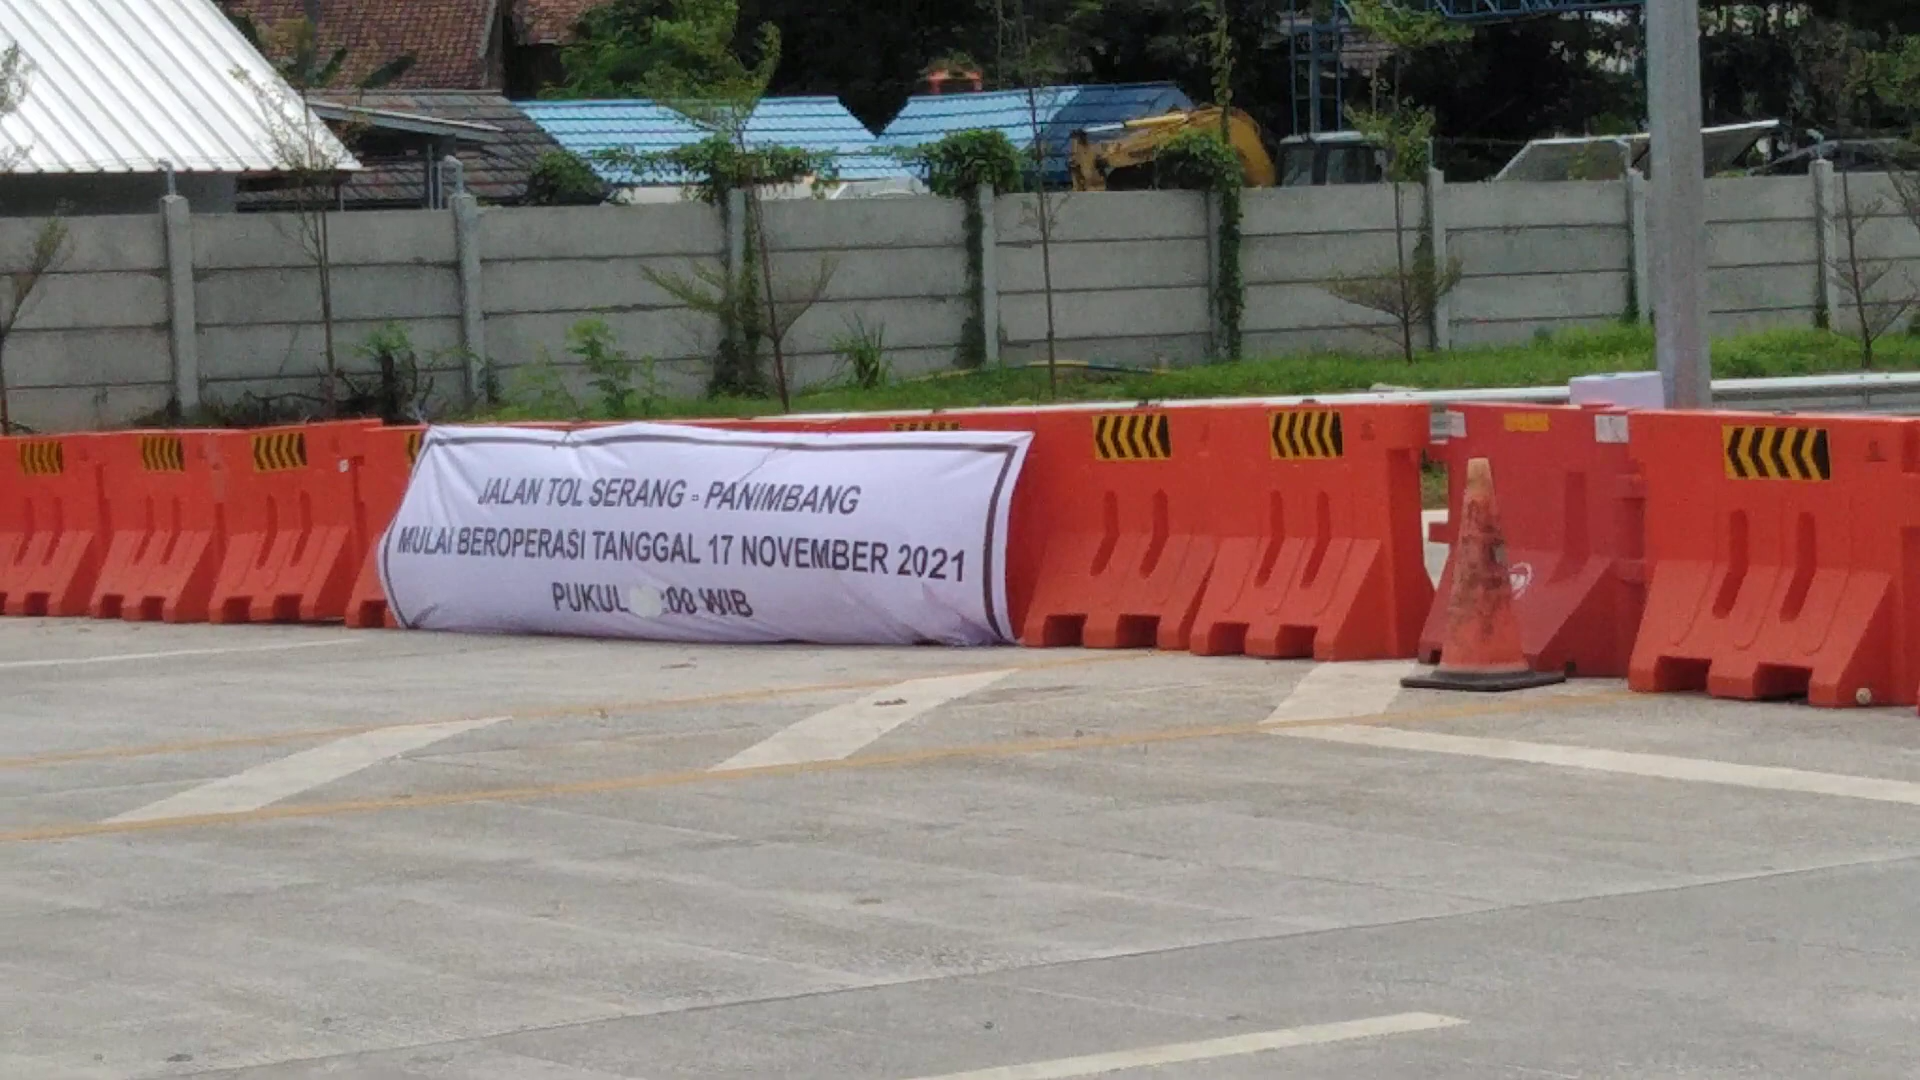 JALAN TOL SERANG - PANIMBANG
MULAI BEROPERASI TANGGAL 17 NOVEMBER 2021
PUKUL :00 WIB